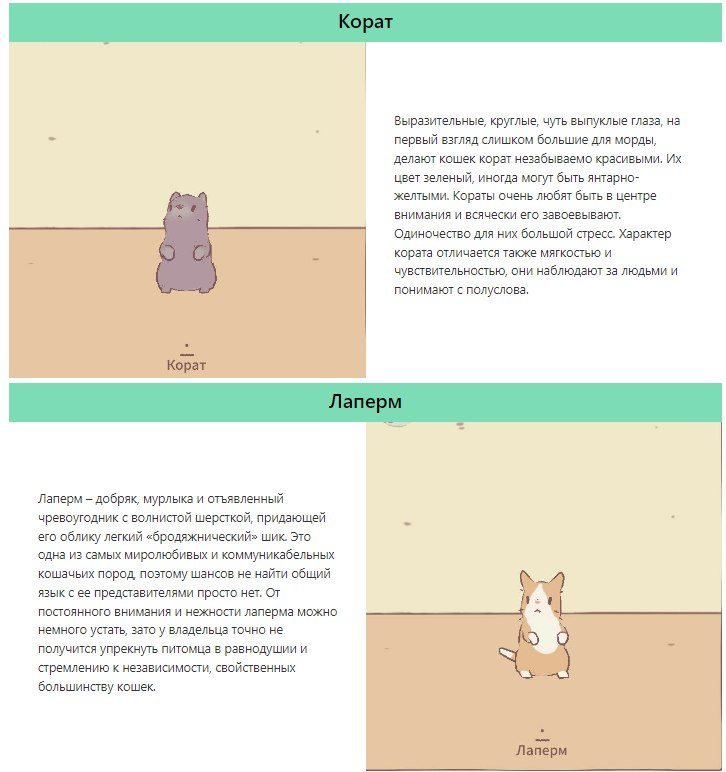 Корат
Выразительные, круглые, чуть выпуклые глаза, на
первый взгляд слишком большие для морды,
делают кошек корат незабываемо красивыми. Их
цвет зеленый, иногда могут быть янтарно-
желтыми. Кораты очень любят быть в центре
внимания и всячески его завоевывают.
Одиночество для них большой стресс. Характер
кората отличается также мягкостью и
чувствительностью, они наблюдают за людьми и
понимают с полуслова.
Корат
Лаперм
Лаперм – добряк, мурлыка и отъявленный
чревоугодник с волнистой шерсткой, придающей
его облику легкий «бродяжнический» шик. Это
одна из самых миролюбивых и коммуникабельных
кошачьих пород, поэтому шансов не найти общий
язык с ее представителями просто нет. От
постоянного внимания и нежности лаперма можно
немного устать, зато у владельца точно не
получится упрекнуть питомца в равнодушии и
стремлению к независимости, свойственных
большинству кошек.
Лаперм